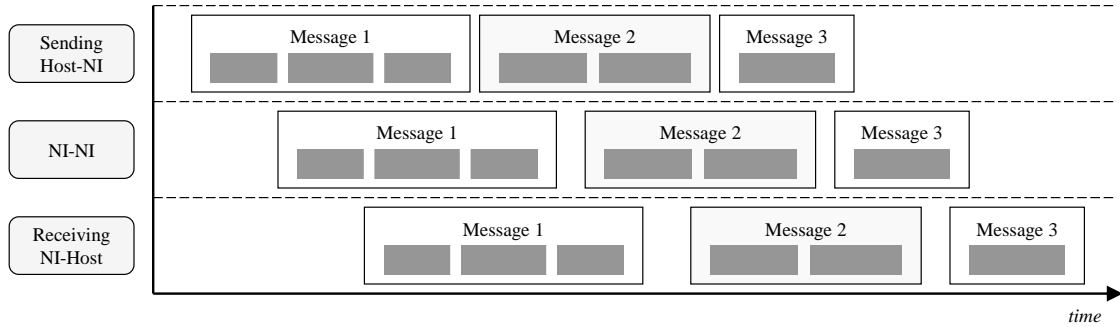 Sending
Host-NI
Message 1
Message 2
Message 3
NI-NI
Message 1
Message 2
Message 3
Receiving
NI-Host
Message 1
Message 2
Message 3
time